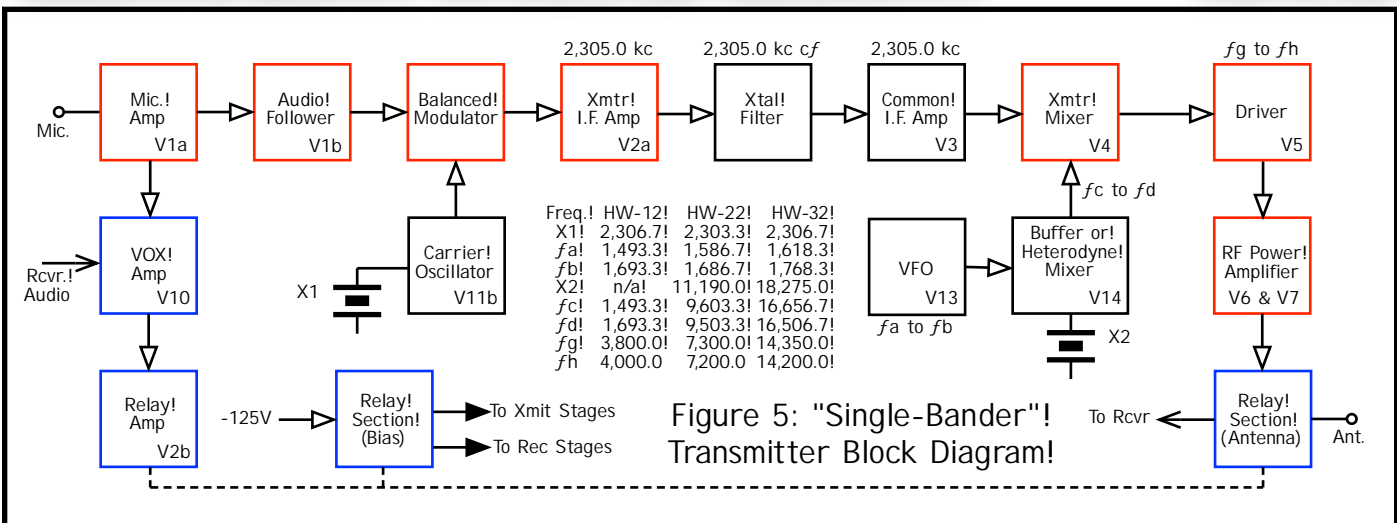 2,305.0 kc
2,305.0 kc cƒ
2,305.0 kc
ƒg to ƒh
Mic.
Mic.!
Amp
V1a
Audio!
Follower
V1b
Balanced!
Modulator
Xmtr!
I.F. Amp
V2a
Xtal!
Filter
Common!
I.F. Amp
V3
Xmtr!
Mixer
V4
Driver
V5
ƒc to ƒd
Rcvr.!
Audio
VOX!
Amp
V10
X1
Carrier!
Oscillator
V11b
Freq.! HW-12! HW-22! HW-32!
X1! 2,306.7! 2,303.3! 2,306.7!
ƒa! 1,493.3! 1,586.7! 1,618.3!
ƒb! 1,693.3! 1,686.7! 1,768.3!
X2! n/a! 11,190.0! 18,275.0!
ƒc! 1,493.3! 9,603.3! 16,656.7!
ƒd! 1,693.3! 9,503.3! 16,506.7!
ƒg! 3,800.0! 7,300.0! 14,350.0!
ƒh 4,000.0 7,200.0 14,200.0!
VFO
V13
ƒa to ƒb
Buffer or!
Heterodyne!
Mixer
V14
X2
RF Power!
Amplifier
V6 & V7
Relay!
Amp
V2b
-125V
Relay!
Section!
(Bias)
To Xmit Stages
To Rec Stages
Figure 5: "Single-Bander"!
Transmitter Block Diagram!
To Rcvr
Relay!
Section!
(Antenna)
Ant.